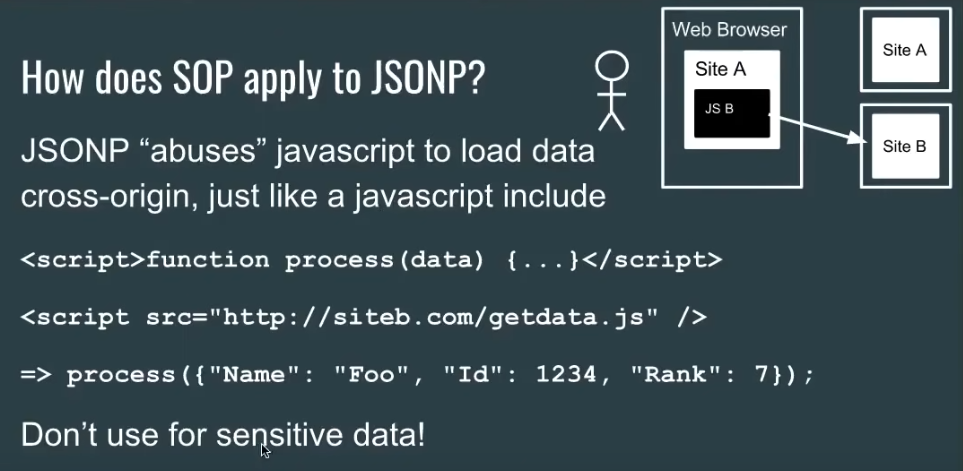 How does SOP apply to JSONP?
JSONP “abuses” javascript to load data
cross-origin, just like a javascript include
<script>function process(data) {...}</script>
<script src="http://siteb.com/getdata.js" />
=> process({"Name": "Foo", "Id": 1234, "Rank": 7});
Don’t use for sensitive data!
Web Browser
Site A
JS B
Site A
Site B